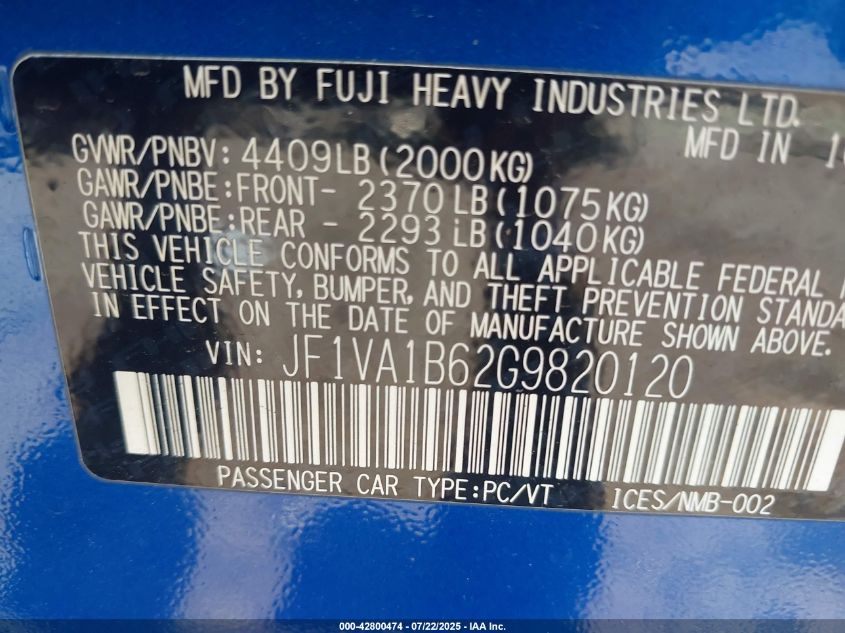 MFD BY FUJI HEAVY INDUSTRIES LTD.
MFD IN
GVWR/PNBV: 4409LB(2000KG)
GAWR/PNBE:FRONT- 2370LB(1075KG)
GAWR/PNBE:REAR - 2293LB(1040KG)
THIS VEHICLE CONFORMS TO ALL APPLICABLE FEDERAL
VEHICLE SAFETY, BUMPER, AND THEFT PREVENTION
IN EFFECT ON THE DATE OF MANUFACTURE SHOWN ABOVE.
VIN: JF1VA1B62G9820120
PASSENGER CAR TYPE:PC/VT
ICES/NMB-002
000-42800474 - 07/22/2025 - IAA Inc.